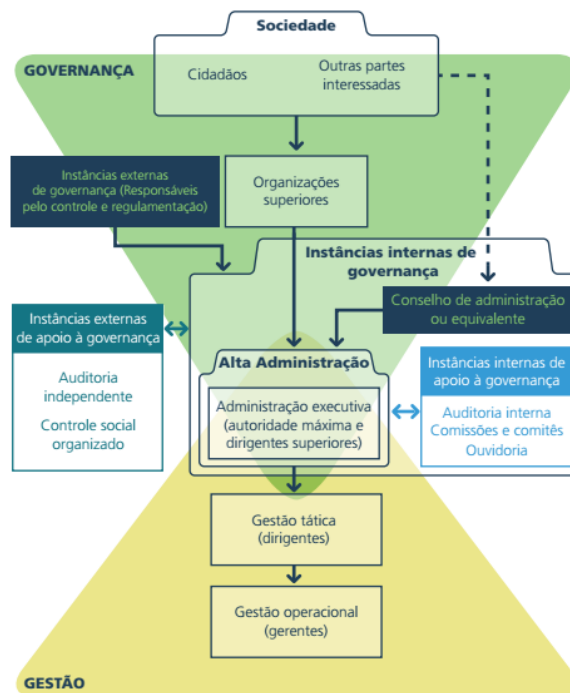 Sociedade
GOVERNANÇA
Cidadãos
Outras partes
interessadas
Instâncias externas
de governança (Responsáveis
pelo controle e regulamentação)
Organizações
superiores
Instâncias internas de
governança
Conselho de administração
ou equivalente
Instâncias externas
de apoio à governança
Auditoria
independente
Controle social
organizado
Alta Administração
Administração executiva
(autoridade máxima e
dirigentes superiores)
Instâncias internas de
apoio à governança
Auditoria interna
Comissões e comitês
Ouvidoria
Gestão tática
(dirigentes)
Gestão operacional
(gerentes)
GESTÃO